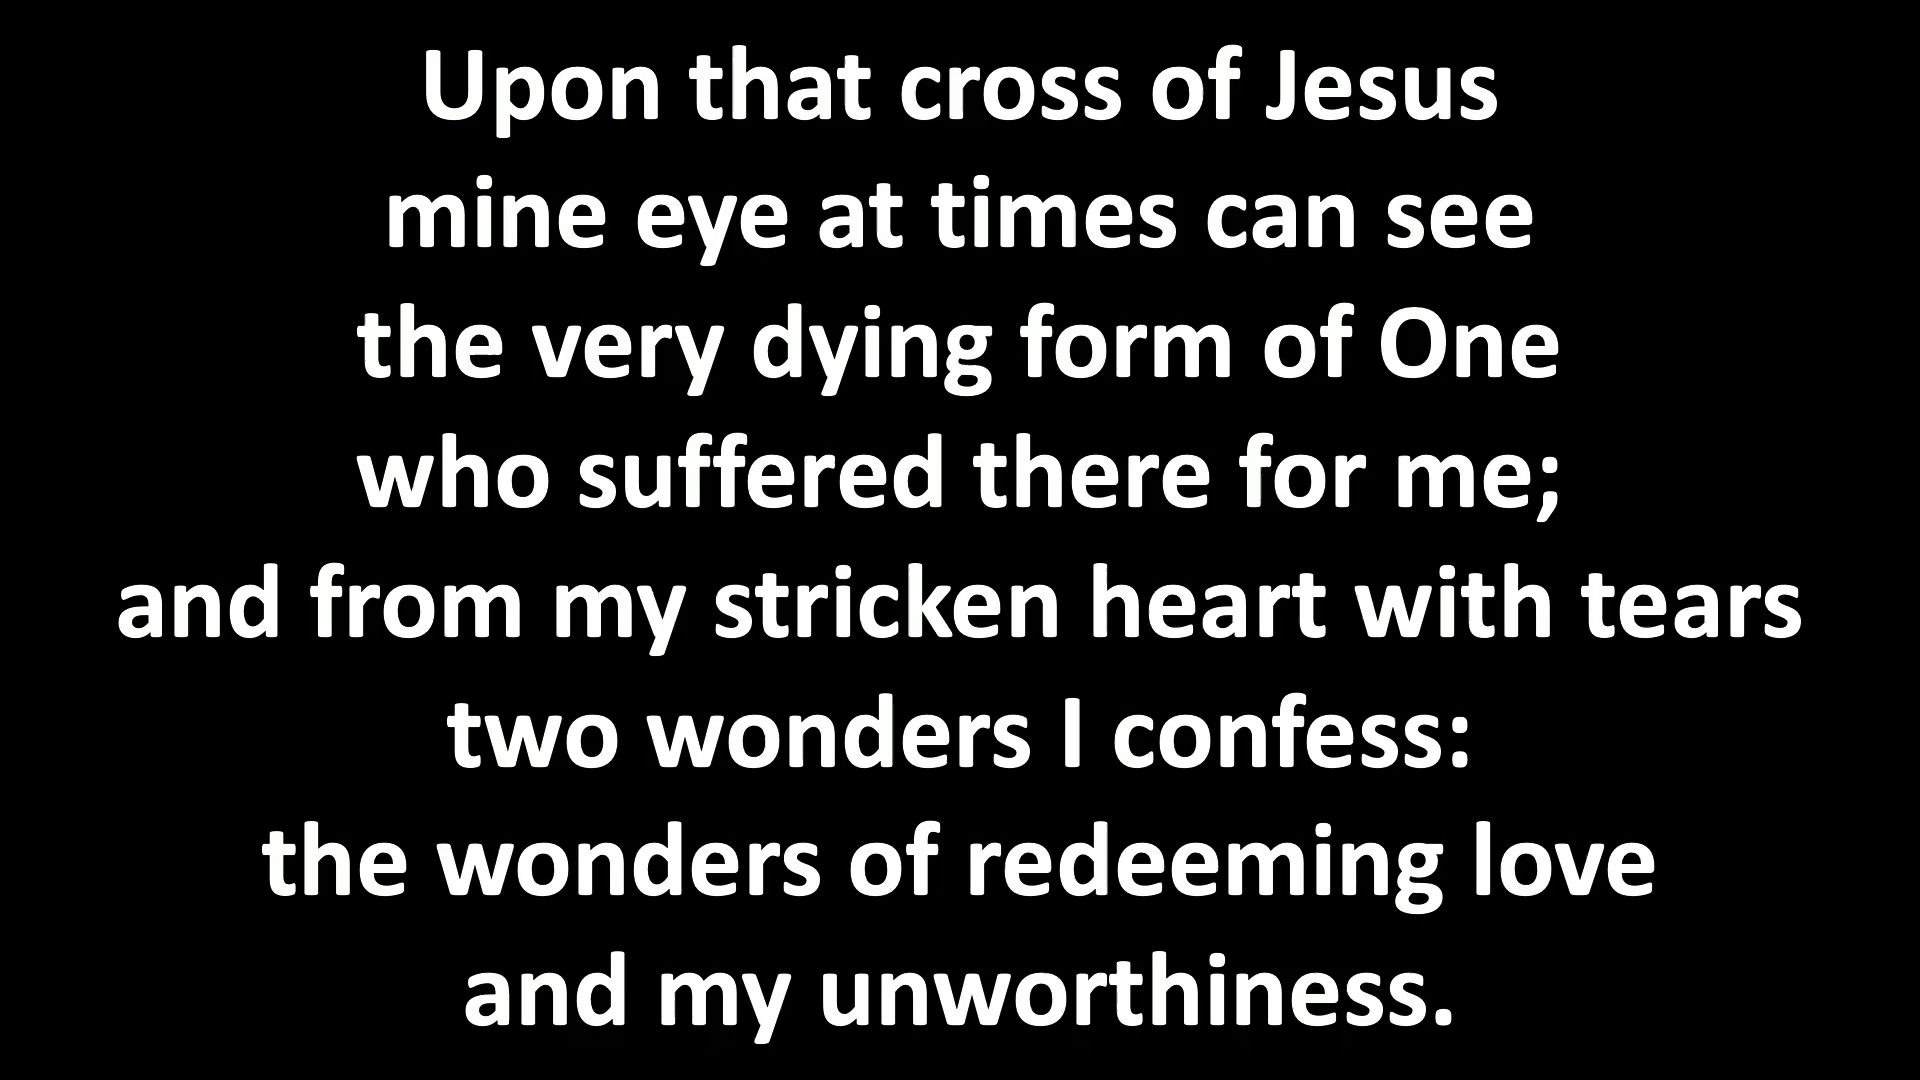 Upon that cross of Jesus
mine eye at times can see
the very dying form of One
who suffered there for me;
and from my stricken heart with tears
two wonders I confess:
the wonders of redeeming love
and my unworthiness.